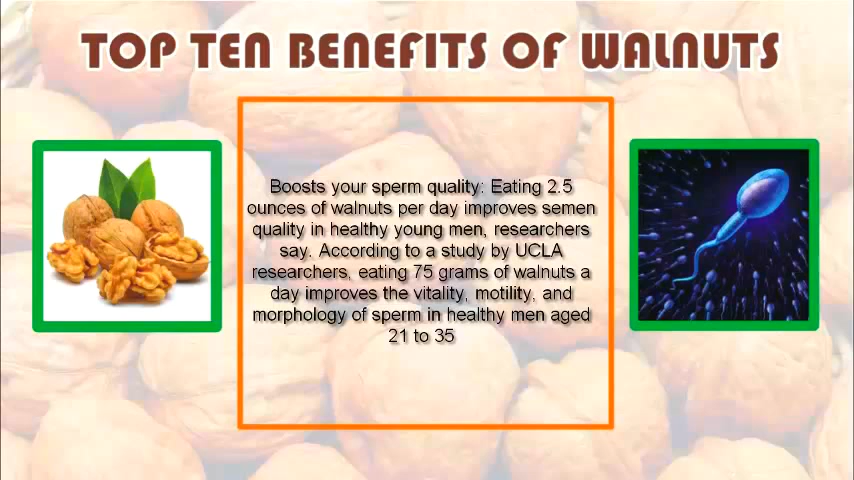 TOP TEN BENEFITS OF WALNUTS
Boosts your sperm quality: Eating 2.5
ounces of walnuts per day improves semen
quality in healthy young men, researchers
say. According to a study by UCLA
researchers, eating 75 grams of walnuts a
day improves the vitality, motility, and
morphology of sperm in healthy men aged
21 to 35